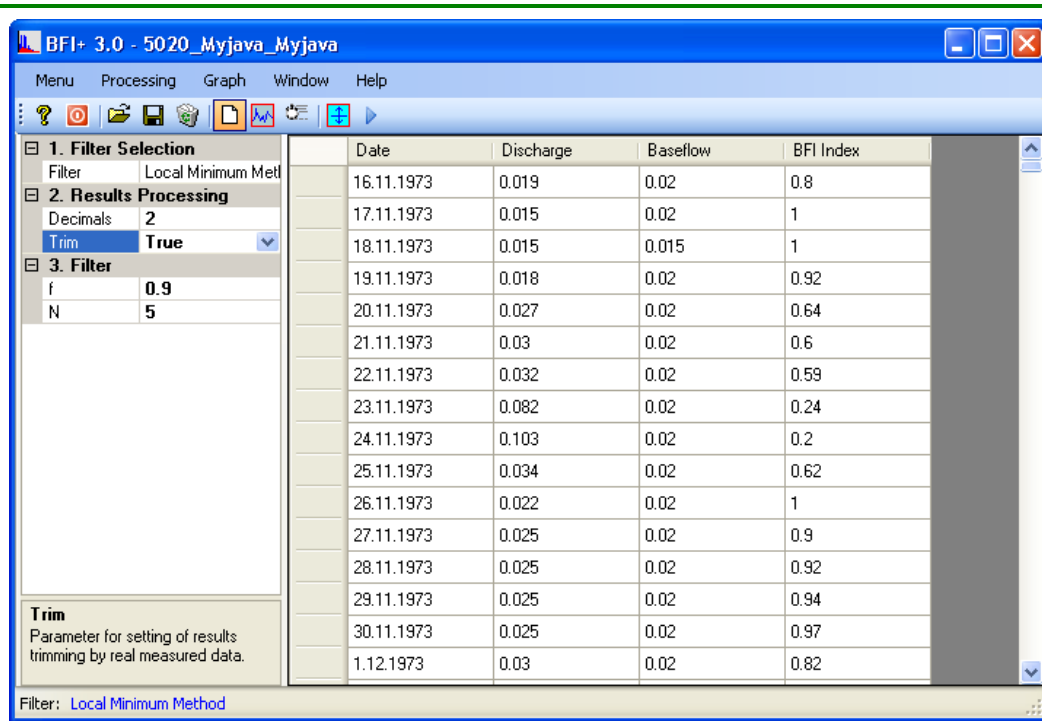 BFI+ 3.0 - 5020_Myjava_Myjava
Menu Processing Graph Window Help
1. Filter Selection
Filter Local Minimum Met
2. Results Processing
Decimals 2
Trim True
3. Filter
f 0.9
N 5
Trim
Parameter for setting of results
trimming by real measured data.
Date Discharge Baseflow BFI Index
16.11.1973 0.019 0.02 0.8
17.11.1973 0.015 0.02 1
18.11.1973 0.015 0.015 1
19.11.1973 0.018 0.02 0.92
20.11.1973 0.027 0.02 0.64
21.11.1973 0.03 0.02 0.6
22.11.1973 0.032 0.02 0.59
23.11.1973 0.082 0.02 0.24
24.11.1973 0.103 0.02 0.2
25.11.1973 0.034 0.02 0.62
26.11.1973 0.022 0.02 1
27.11.1973 0.025 0.02 0.9
28.11.1973 0.025 0.02 0.92
29.11.1973 0.025 0.02 0.94
30.11.1973 0.025 0.02 0.97
1.12.1973 0.03 0.02 0.82
Filter: Local Minimum Method